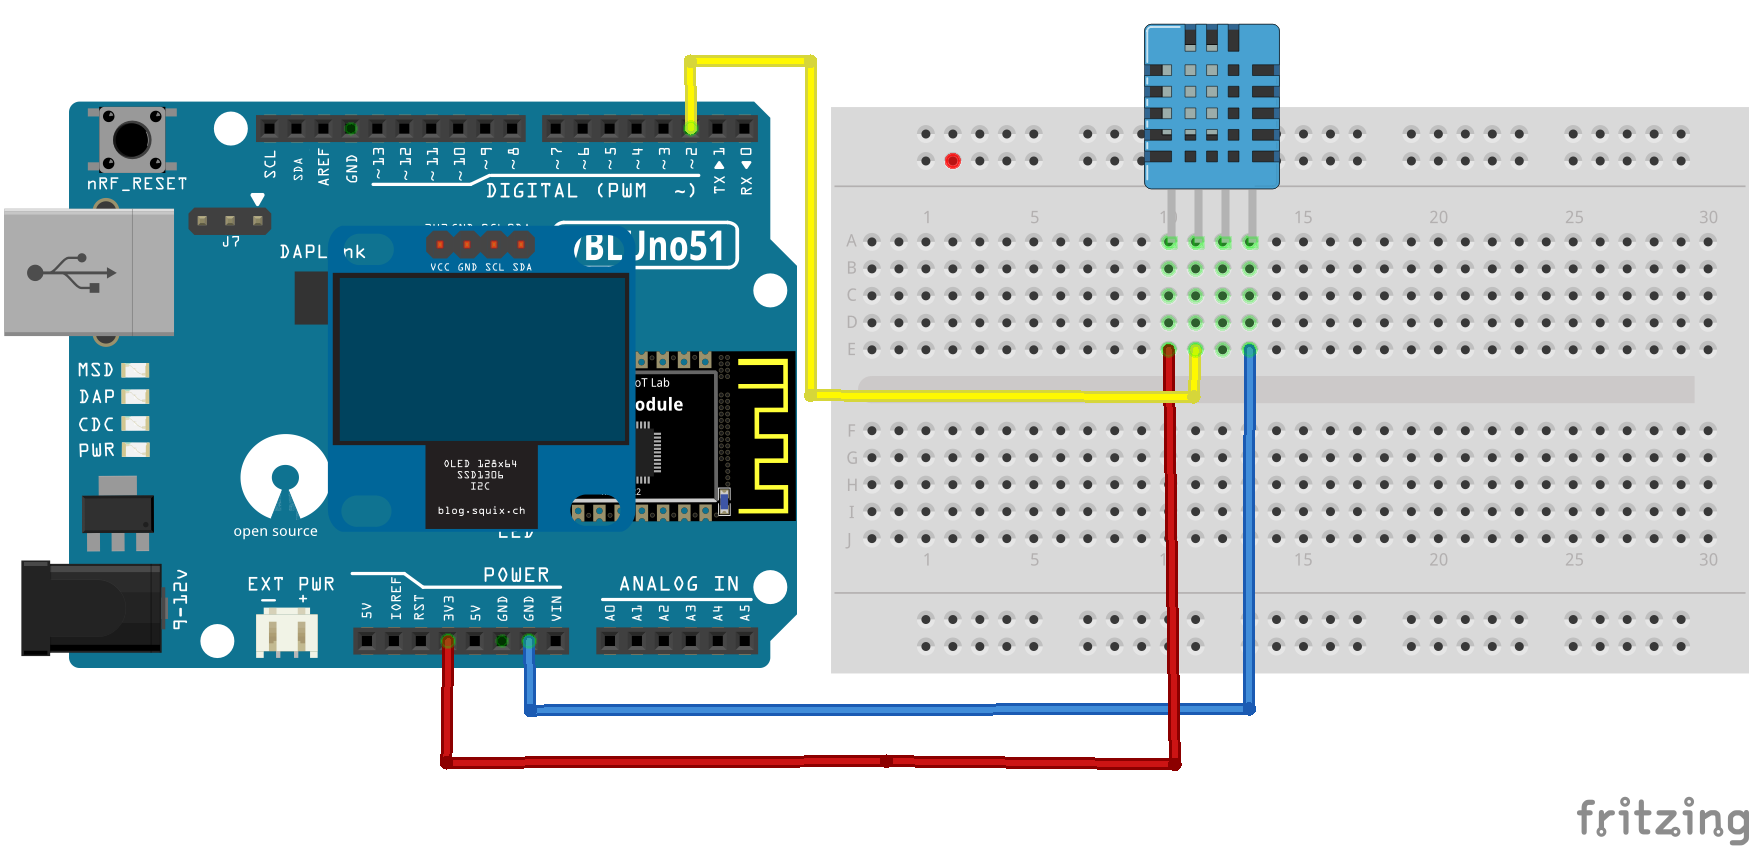 SCL
SDA
AREF
GND
~13
~12
~11
~10
~9
~8
~7
~6
~5
~4
~3
~2
TX 1
RX 0
DIGITAL (PWM ~)
nRF_RESET
J7
DAPL nk
BL Uno51
VCC GND SCL SDA
MSD
DAP
CDC
PWR
oT Lab
odule
OLED 128x64
SSD1306
I2C
blog.squix.ch
open source
9-12v
EXT PWR
- +
POWER
5V
IOREF
RST
3V3
5V
GND
GND
VIN
ANALOG IN
A0
A1
A2
A3
A4
A5
1 5 10 15 20 25 30
A
B
C
D
E
F
G
H
I
J
1 5 15 20 25 30
fritzing